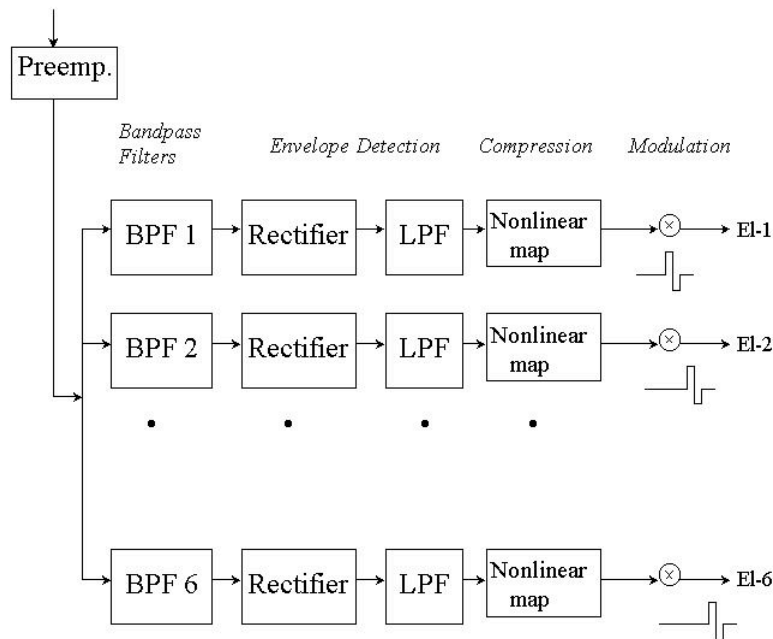 Preemp.
Bandpass
Filters
Envelope Detection
Compression
Modulation
BPF 1
Rectifier
LPF
Nonlinear
map
El-1
BPF 2
Rectifier
LPF
Nonlinear
map
El-2
BPF 6
Rectifier
LPF
Nonlinear
map
El-6